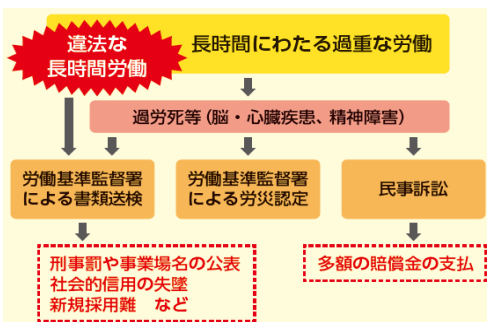 違法な
長時間労働
長時間にわたる過重な労働
過労死等(脳・心臓疾患、精神障害)
労働基準監督署
による書類送検
労働基準監督署
による労災認定
民事訴訟
刑事罰や事業場名の公表
社会的信用の失墜
新規採用難 など
多額の賠償金の支払